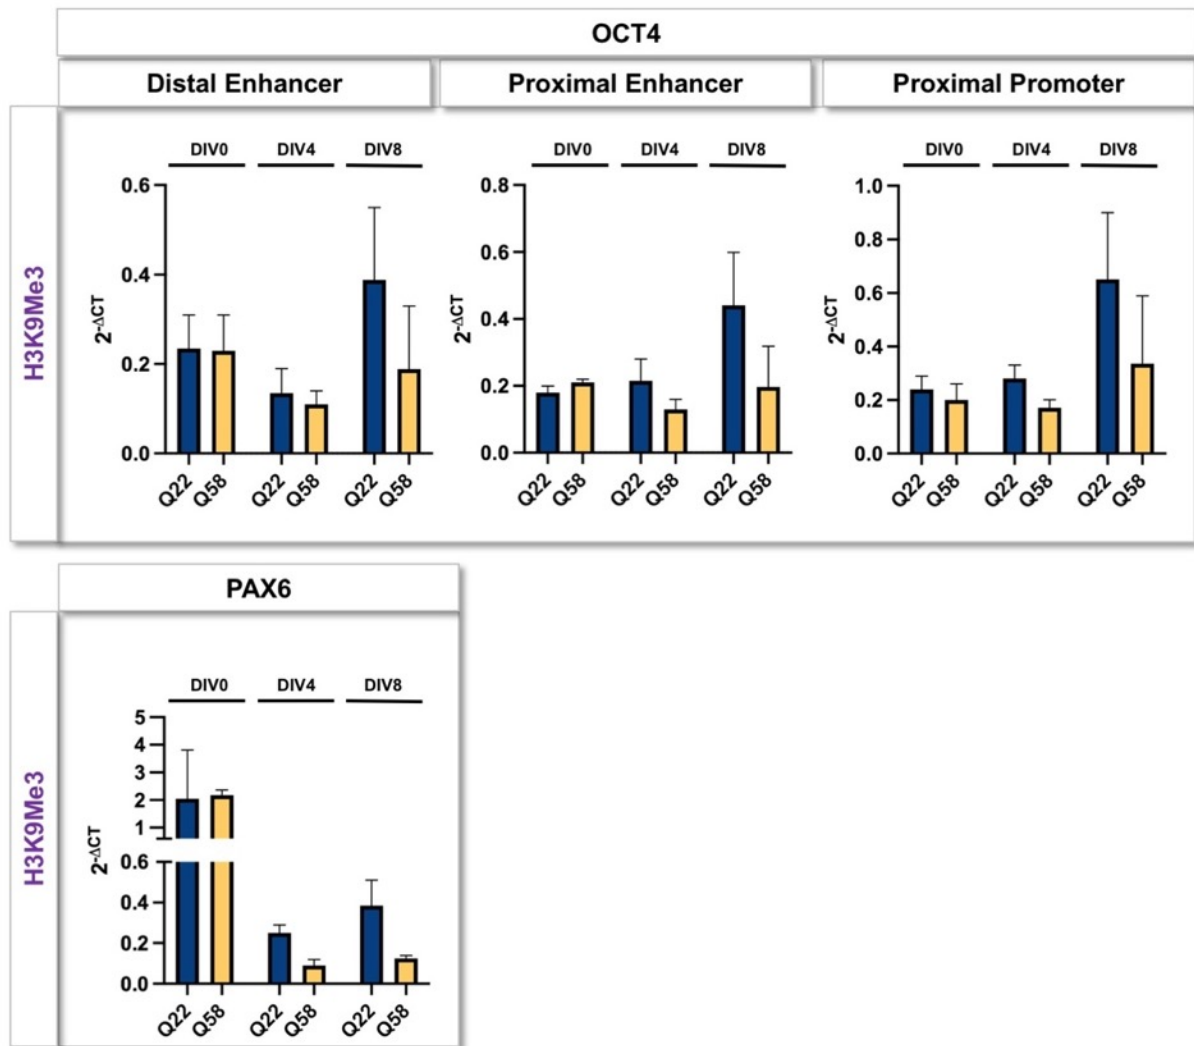 OCT4
Distal Enhancer Proximal Enhancer Proximal Promoter
H3K9Me3
DIV0 DIV4 DIV8
2-ΔCT
0.6
0.4
0.2
0.0
Q22 Q58 Q22 Q58 Q22 Q58
DIV0 DIV4 DIV8
2-ΔCT
0.8
0.6
0.4
0.2
0.0
Q22 Q58 Q22 Q58 Q22 Q58
DIV0 DIV4 DIV8
2-ΔCT
1.0
0.8
0.6
0.4
0.2
0.0
Q22 Q58 Q22 Q58 Q22 Q58
PAX6
H3K9Me3
DIV0 DIV4 DIV8
2-ΔCT
5
4
3
2
1
0.6
0.4
0.2
0.0
Q22 Q58 Q22 Q58 Q22 Q58